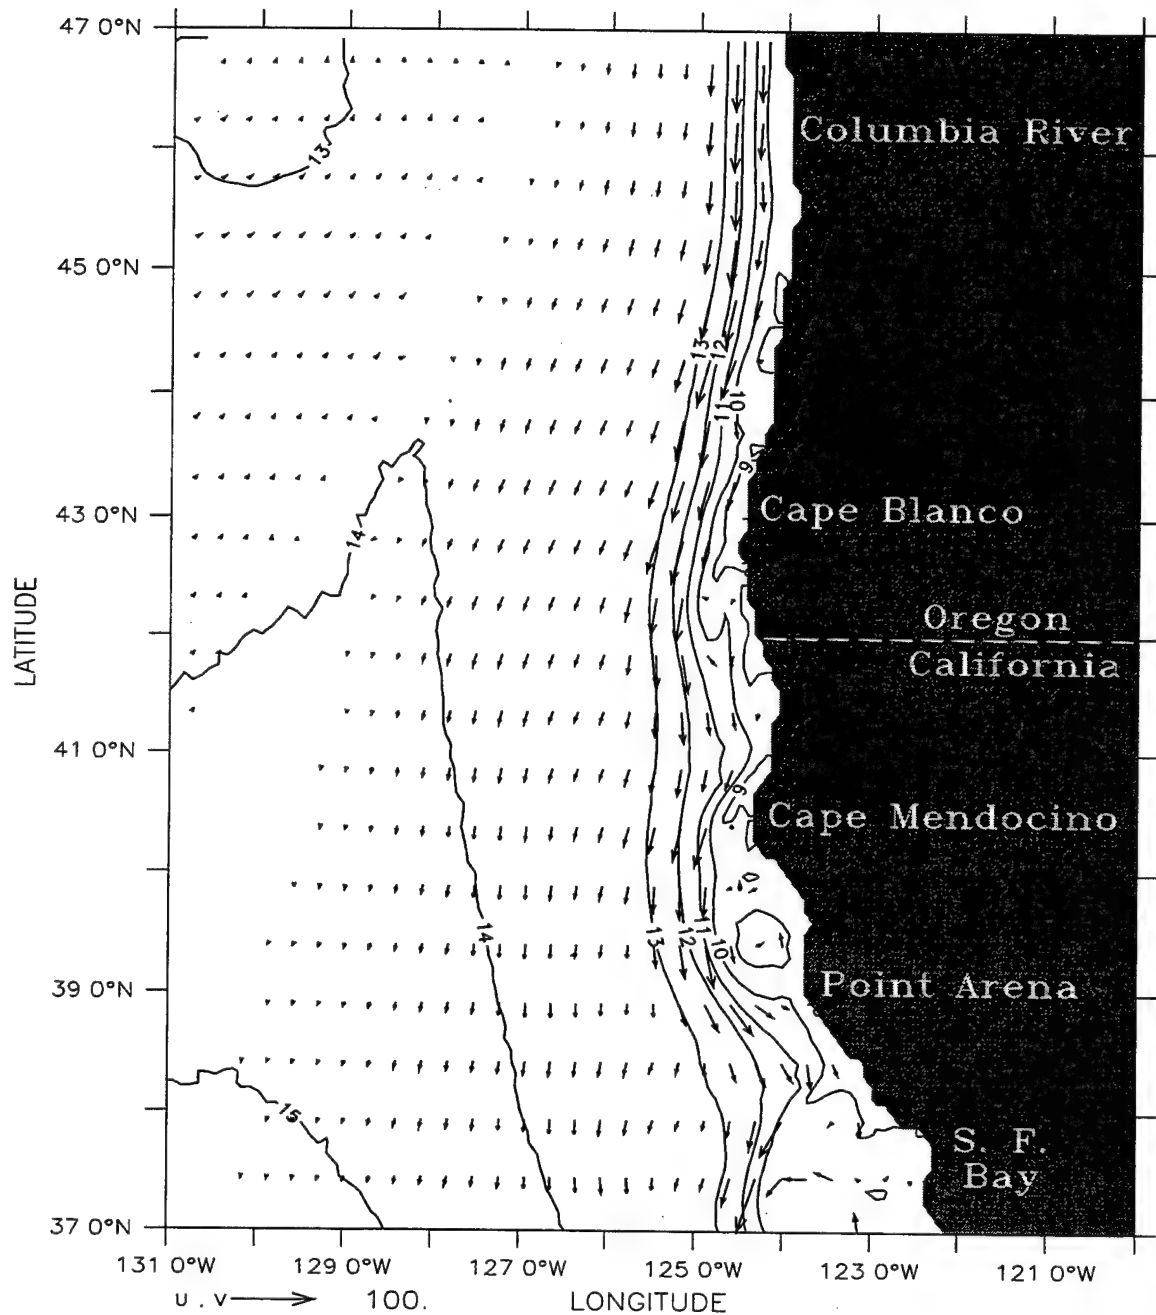 47 0°N
Columbia River
13
45 0°N
13
12
11
10
9
Cape Blanco
43 0°N
14
Oregon
California
LATITUDE
41 0°N
9
Cape Mendocino
14
13
12
11
10
39 0°N
Point Arena
15
S. F.
Bay
37 0°N
131 0°W
129 0°W
127 0°W
125 0°W
123 0°W
121 0°W
U , V
100.
LONGITUDE